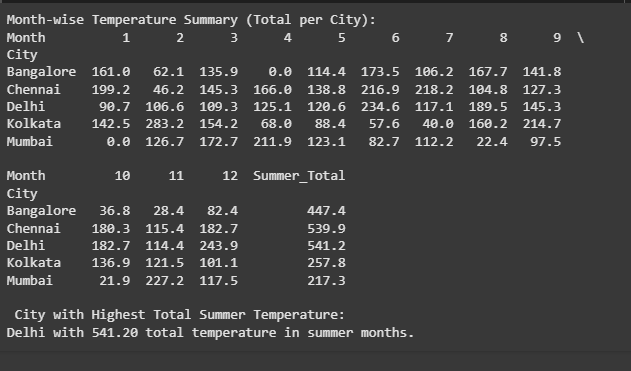 Month-wise Temperature Summary (Total per City):
Month          1      2      3      4      5      6      7      8      9  \
City
Bangalore  161.0   62.1  135.9    0.0  114.4  173.5  106.2  167.7  141.8
Chennai    199.2   46.2  145.3  166.0  138.8  216.9  218.2  104.8  127.3
Delhi       90.7  106.6  109.3  125.1  120.6  234.6  117.1  189.5  145.3
Kolkata    142.5  283.2  154.2   68.0   88.4   57.6   40.0  160.2  214.7
Mumbai       0.0  126.7  172.7  211.9  123.1   82.7  112.2   22.4   97.5
Month         10     11     12  Summer_Total
City
Bangalore   36.8   28.4   82.4         447.4
Chennai    180.3  115.4  182.7         539.9
Delhi      182.7  114.4  243.9         541.2
Kolkata    136.9  121.5  101.1         257.8
Mumbai      21.9  227.2  117.5         217.3
City with Highest Total Summer Temperature:
Delhi with 541.20 total temperature in summer months.